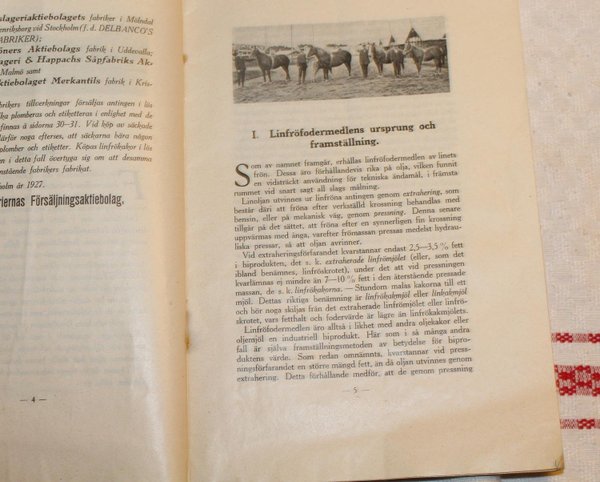 slageriaktiebolagets fabriker i Mölndal
enriksborg vid Stockholm (f. d. DELBANCO'S
ABRIKER);
öners Aktiebolags fabrik i Uddevalla;
ageri & Happachs Såpfabriks Ak-
Malmö samt
ktiebolaget Merkantils fabrik i Kris-
brikers tillverkningar försäljas antingen i lös
ka plomberas och etiketteras i enlighet med de
finnas å sidorna 30—31. Vid köp av säckade
därför noga efterses, att säckarna bära någon
plomber och etiketter. Köpas linfrökakor i lös
en i detta fall övertyga sig om att desamma
nstående fabrikers fabrikat.
holm år 1927.
riernas Försäljningsaktiebolag.
— 4 —
I. Linfröfodermedlens ursprung och
framställning.
Som av namnet framgår, erhållas linfröfodermedlen av linets
frön. Dessa äro förhållandevis rika på olja, vilken funnit
en vidsträckt användning för tekniska ändamål, i främsta
rummet vid snart sagt all slags målning.
Linoljan utvinnes ur linfröna antingen genom extrahering, som
består däri att fröna efter verkställd krossning behandlas med
bensin, eller på mekanisk väg, genom pressning. Denna senare
tillgår på det sättet, att fröna efter en synnerligen fin krossning
uppvärmas med ånga, varefter frömassan pressas medelst hydrau-
liska pressar, så att oljan avrinner.
Vid extraheringsförfarandet kvarstannar endast 2,5—3,5 % fett
i biprodukten, det s. k. extraherade linfrömjölet (eller, som det
ibland benämnes, linfröskrotet), under det att vid pressningen
kvarlämnas ej mindre än 7—10 % fett i den återstående pressade
massan, de s. k. linfrökakorna. — Stundom malas kakorna till ett
mjöl. Dettas riktiga benämning är linfrökakmjöl eller linkakmjöl
och bör noga skiljas från det extraherade linfrömjölet eller linfrö-
skrotet, vars fetthalt och fodervärde är lägre än linfrökakmjölets.
Linfröfodermedlen äro alltså i likhet med andra oljekakor eller
oljemjöl en industriell biprodukt. Här som i så många andra
fall är själva framställningsmetoden av betydelse för bipro-
duktens värde. Som redan omnämnts, kvarstannar vid press-
ningsförfarandet en större mängd fett, än då oljan utvinnes genom
extrahering. Detta förhållande medför, att de genom pressning
— 5 —